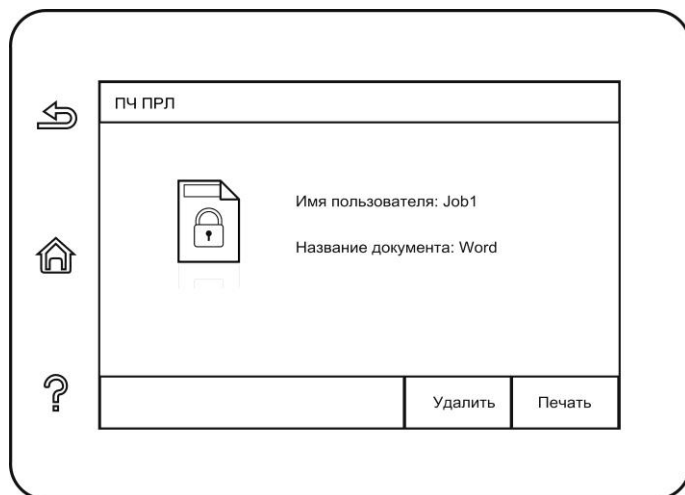 ПЧ ПРЛ
Имя пользователя: Job1
Название документа: Word
Удалить
Печать